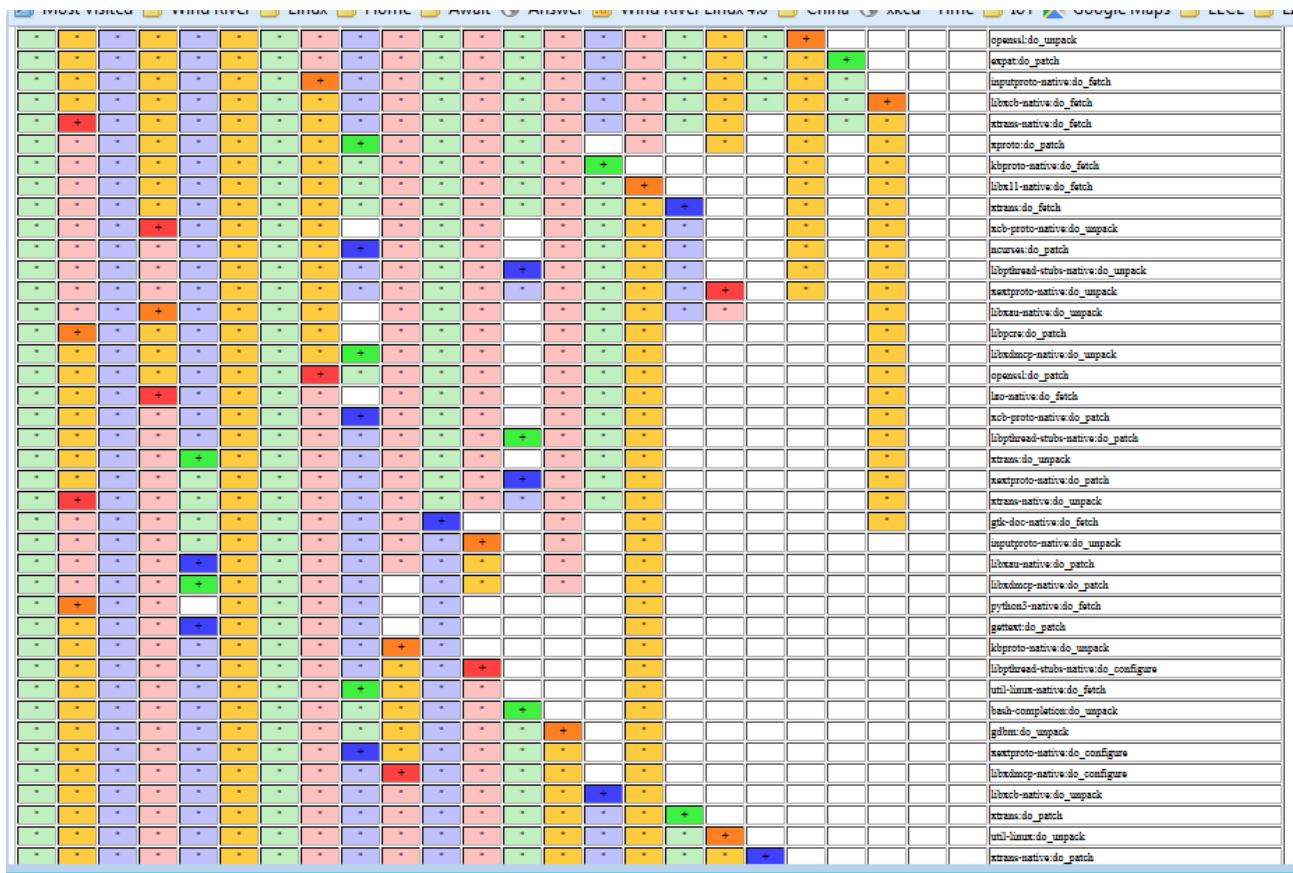 Most Visited Wind River Linux Home Await Answer Wind River Linux 4.0 China xked Time IoT Google Maps
openssl:do_unpack
expat:do_patch
inputproto-native:do_fetch
libxcb-native:do_fetch
xtrans-native:do_fetch
xproto:do_patch
kbproto-native:do_fetch
libx11-native:do_fetch
xtrans:do_fetch
xcb-proto-native:do_unpack
ncurses:do_patch
libpthread-stubs-native:do_unpack
xextproto-native:do_unpack
libxau-native:do_unpack
libpcre:do_patch
libxdmcp-native:do_unpack
openssl:do_patch
lzo-native:do_fetch
xcb-proto-native:do_patch
libpthread-stubs-native:do_patch
xtrans:do_unpack
xextproto-native:do_patch
xtrans-native:do_unpack
gtk-doc-native:do_fetch
inputproto-native:do_unpack
libxau-native:do_patch
libxdmcp-native:do_patch
python3-native:do_fetch
gettext:do_patch
kbproto-native:do_unpack
libpthread-stubs-native:do_configure
util-linux-native:do_fetch
bash-completion:do_unpack
gdbm:do_unpack
xextproto-native:do_configure
libxdmcp-native:do_configure
libxcb-native:do_unpack
xtrans:do_patch
util-linux:do_unpack
xtrans-native:do_patch